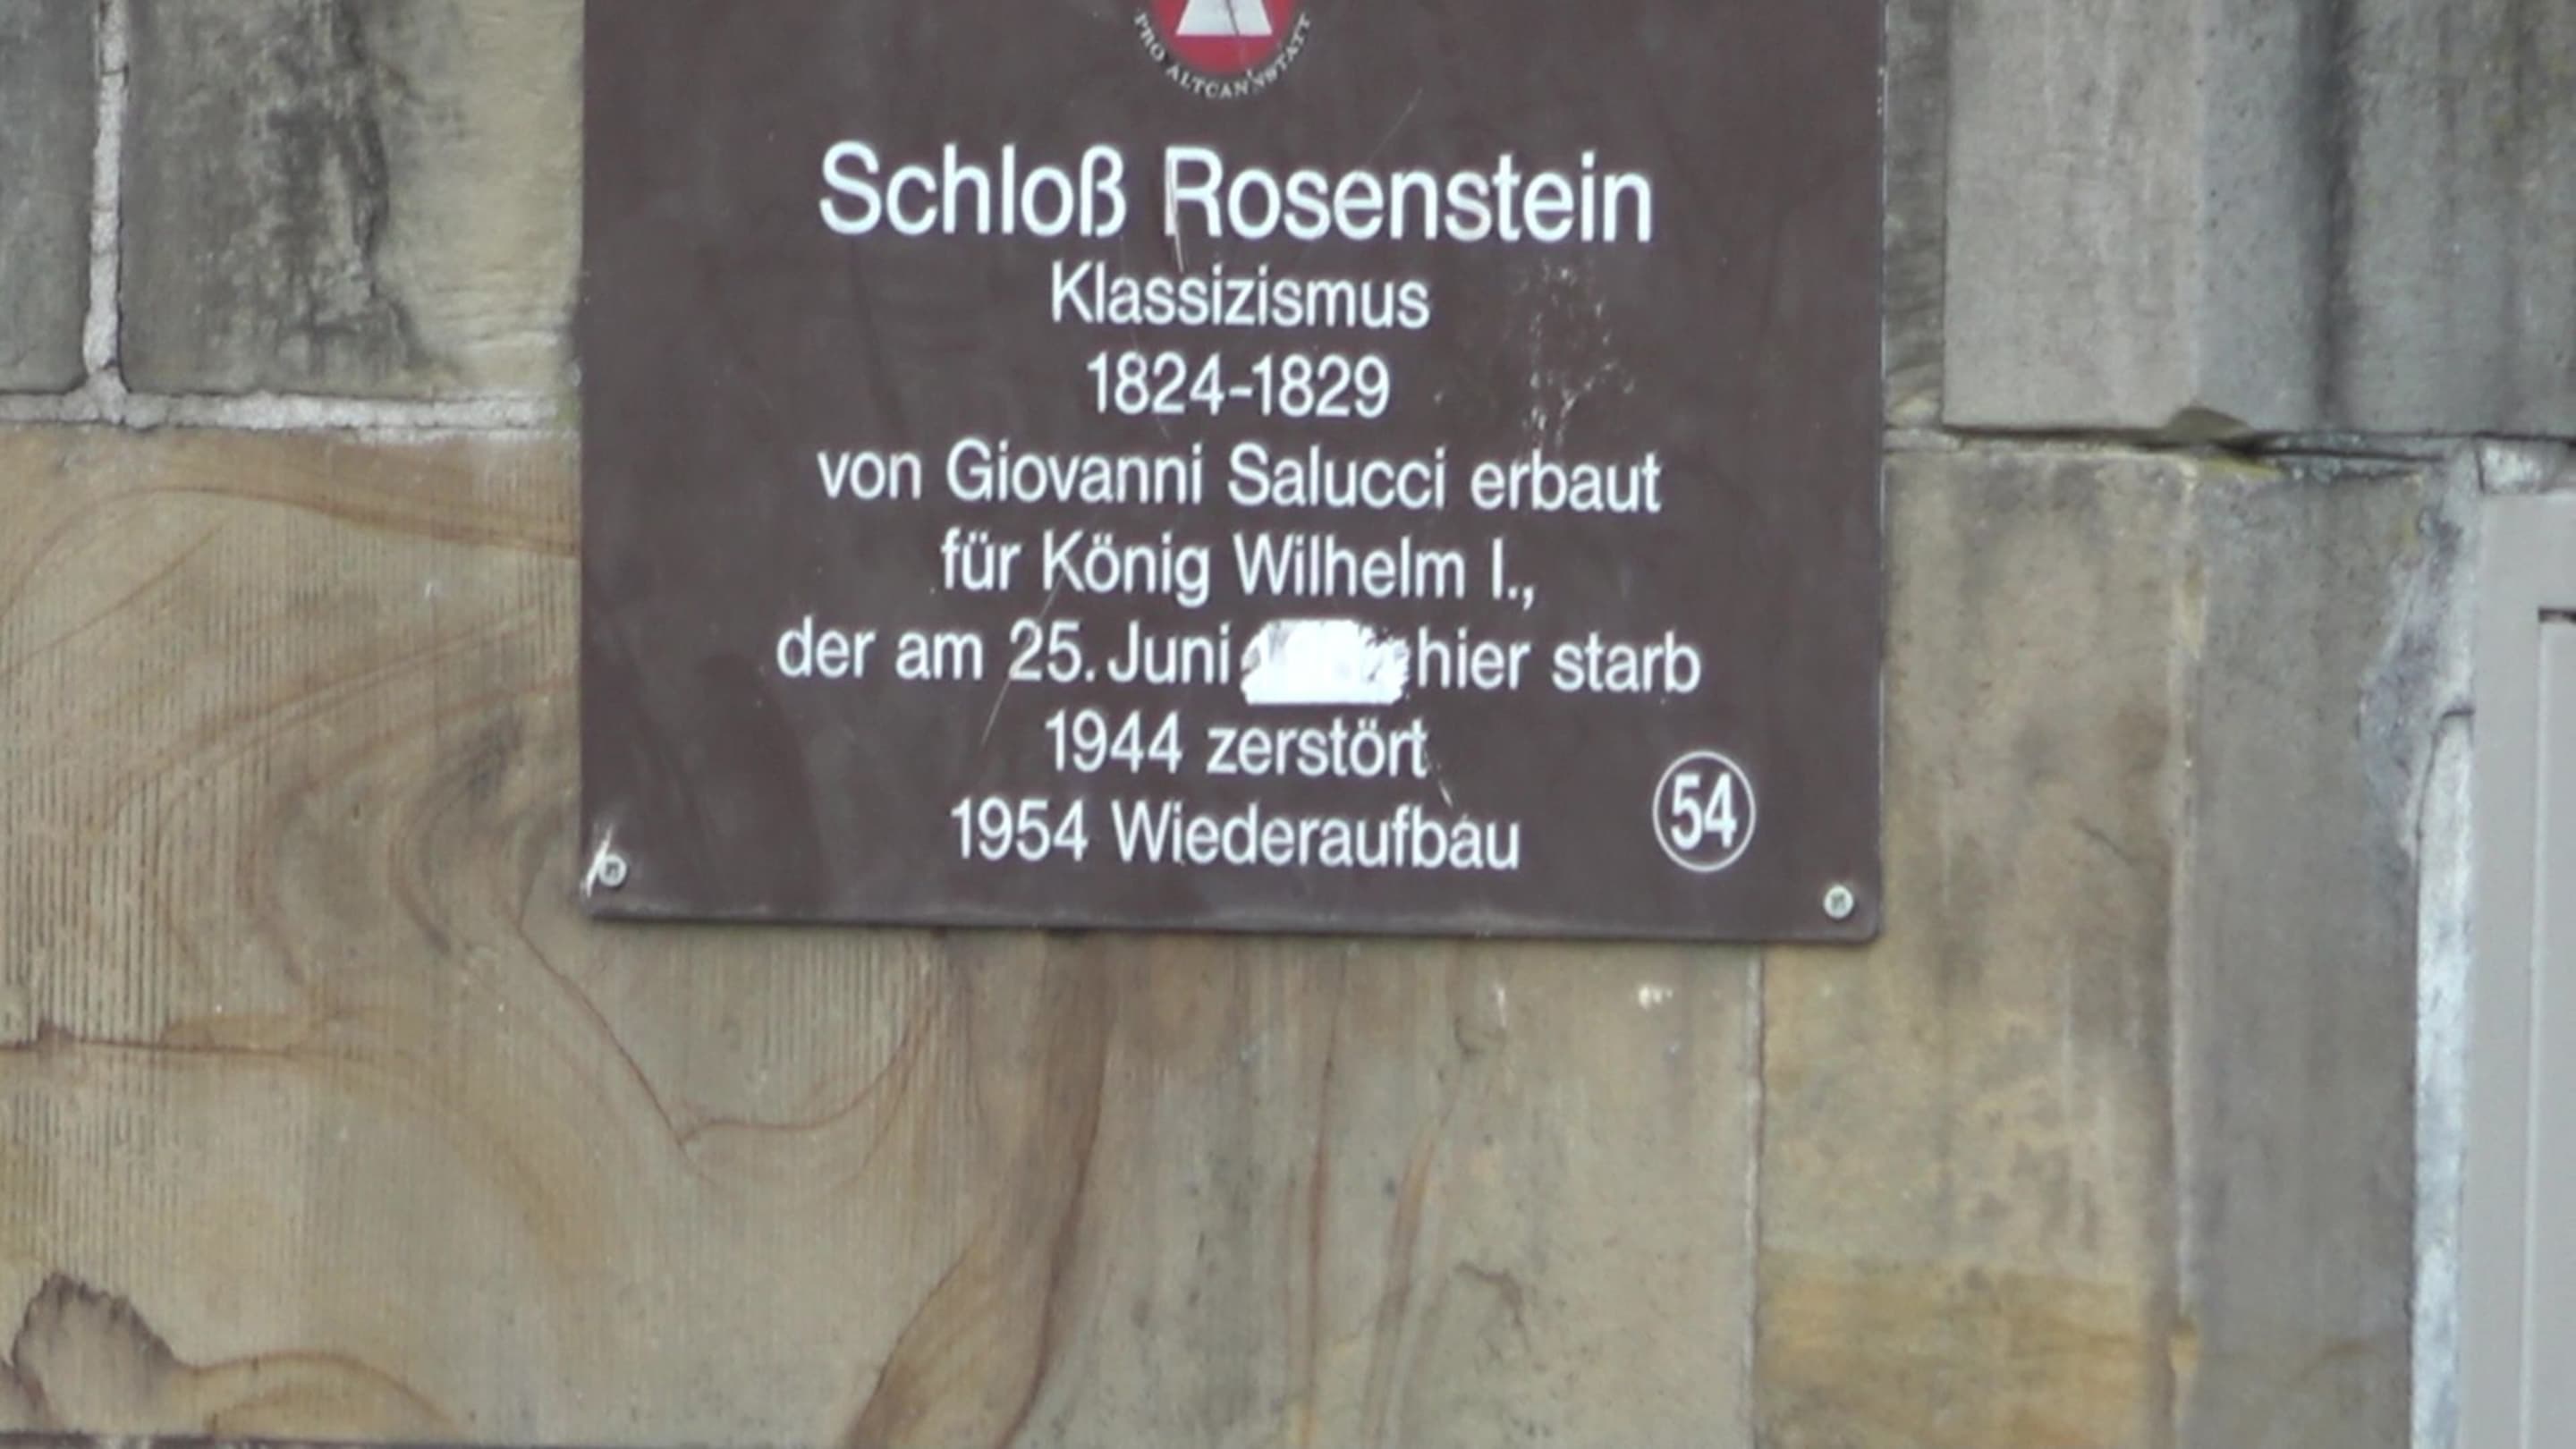 PRO ALTCANNSTATT
Schloß Rosenstein
Klassizismus
1824-1829
von Giovanni Salucci erbaut
für König Wilhelm I.,
der am 25. Juni hier starb
1944 zerstört
1954 Wiederaufbau
54